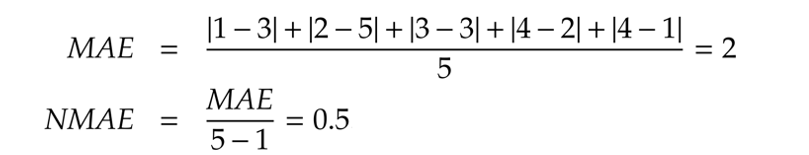 MAE = |1 − 3| + |2 − 5| + |3 − 3| + |4 − 2| + |4 − 1| / 5 = 2
NMAE = MAE / 5 − 1 = 0.5